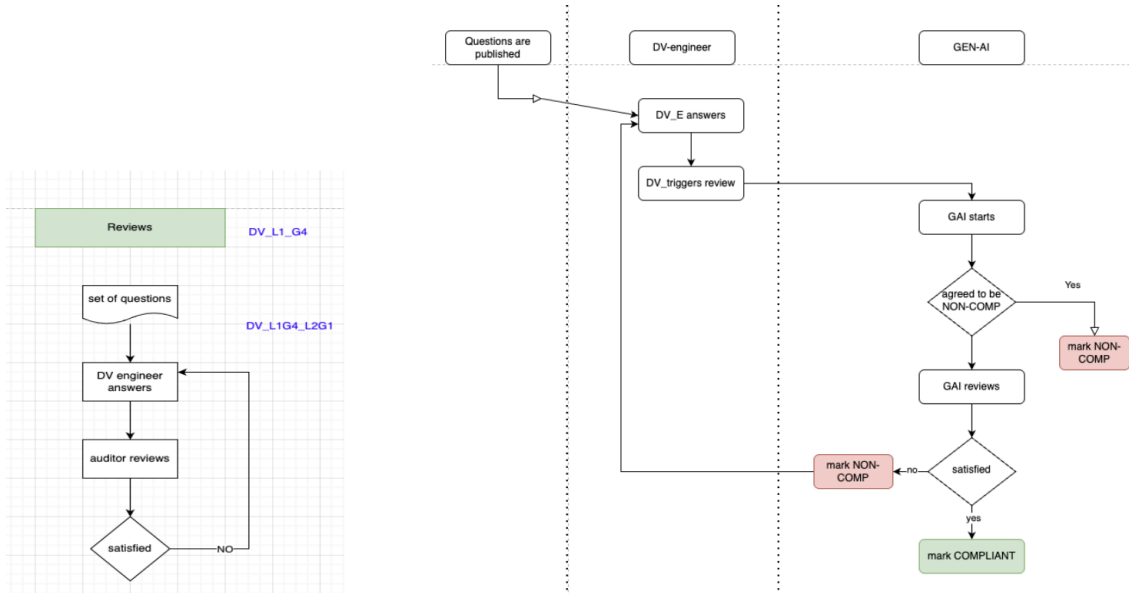 Reviews
DV_L1_G4
set of questions
DV_L1G4_L2G1
DV engineer
answers
auditor reviews
satisfied
NO
Questions are
published
DV-engineer
GEN-AI
DV_E answers
DV_triggers review
GAI starts
agreed to be
NON-COMP
Yes
mark NON-
COMP
GAI reviews
satisfied
no
mark NON-
COMP
yes
mark COMPLIANT